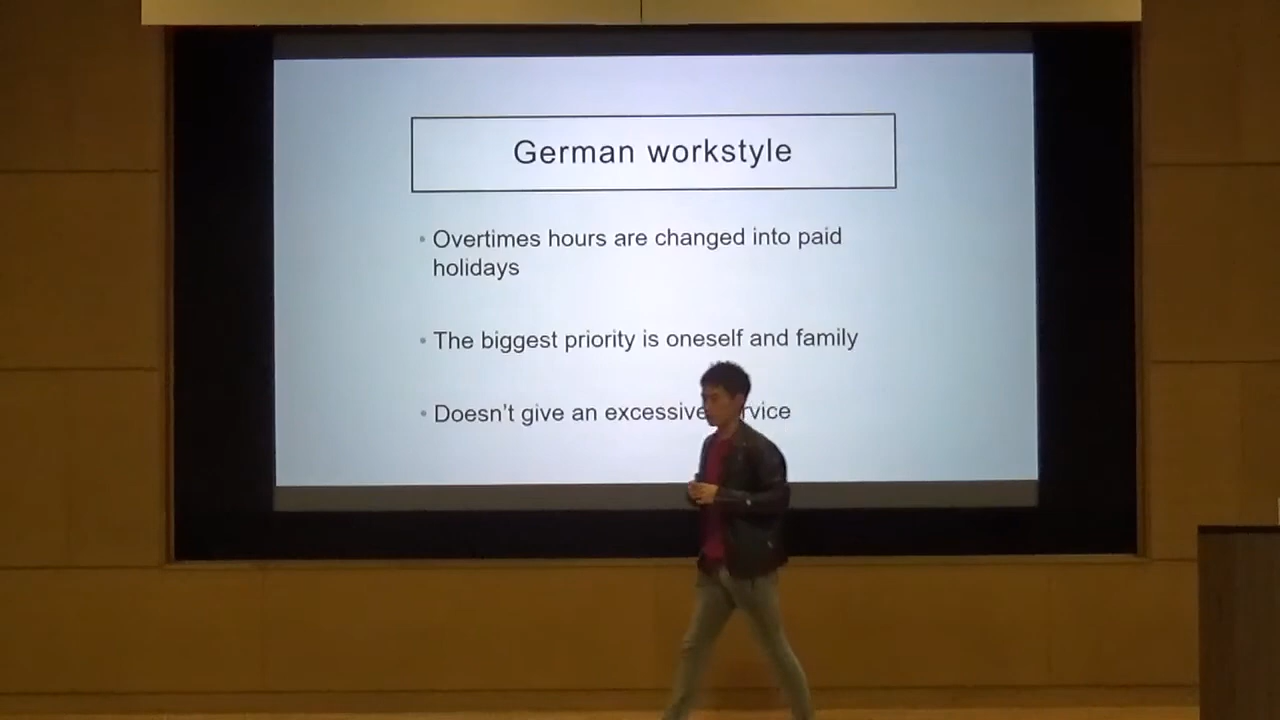 German workstyle
• Overtimes hours are changed into paid
holidays
• The biggest priority is oneself and family
• Doesn't give an excessive